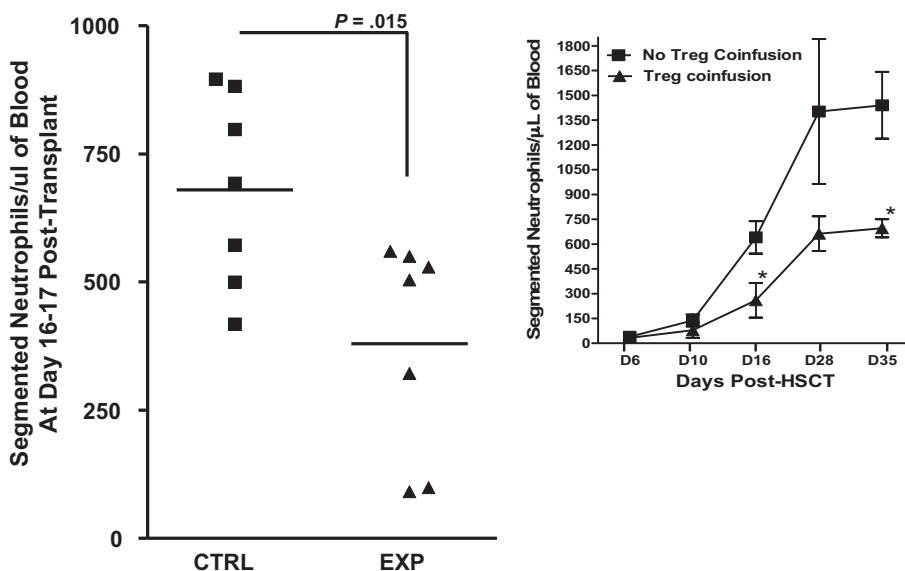 P = .015
Segmented Neutrophils/ul of Blood
At Day 16-17 Post-Transplant
1000
750
500
250
0
CTRL
EXP
No Treg Coinfusion
Treg coinfusion
Segmented Neutrophils/μL of Blood
1800
1650
1500
1350
1200
1050
900
750
600
450
300
150
0
*
*
D6
D10
D16
D28
D35
Days Post-HSCT